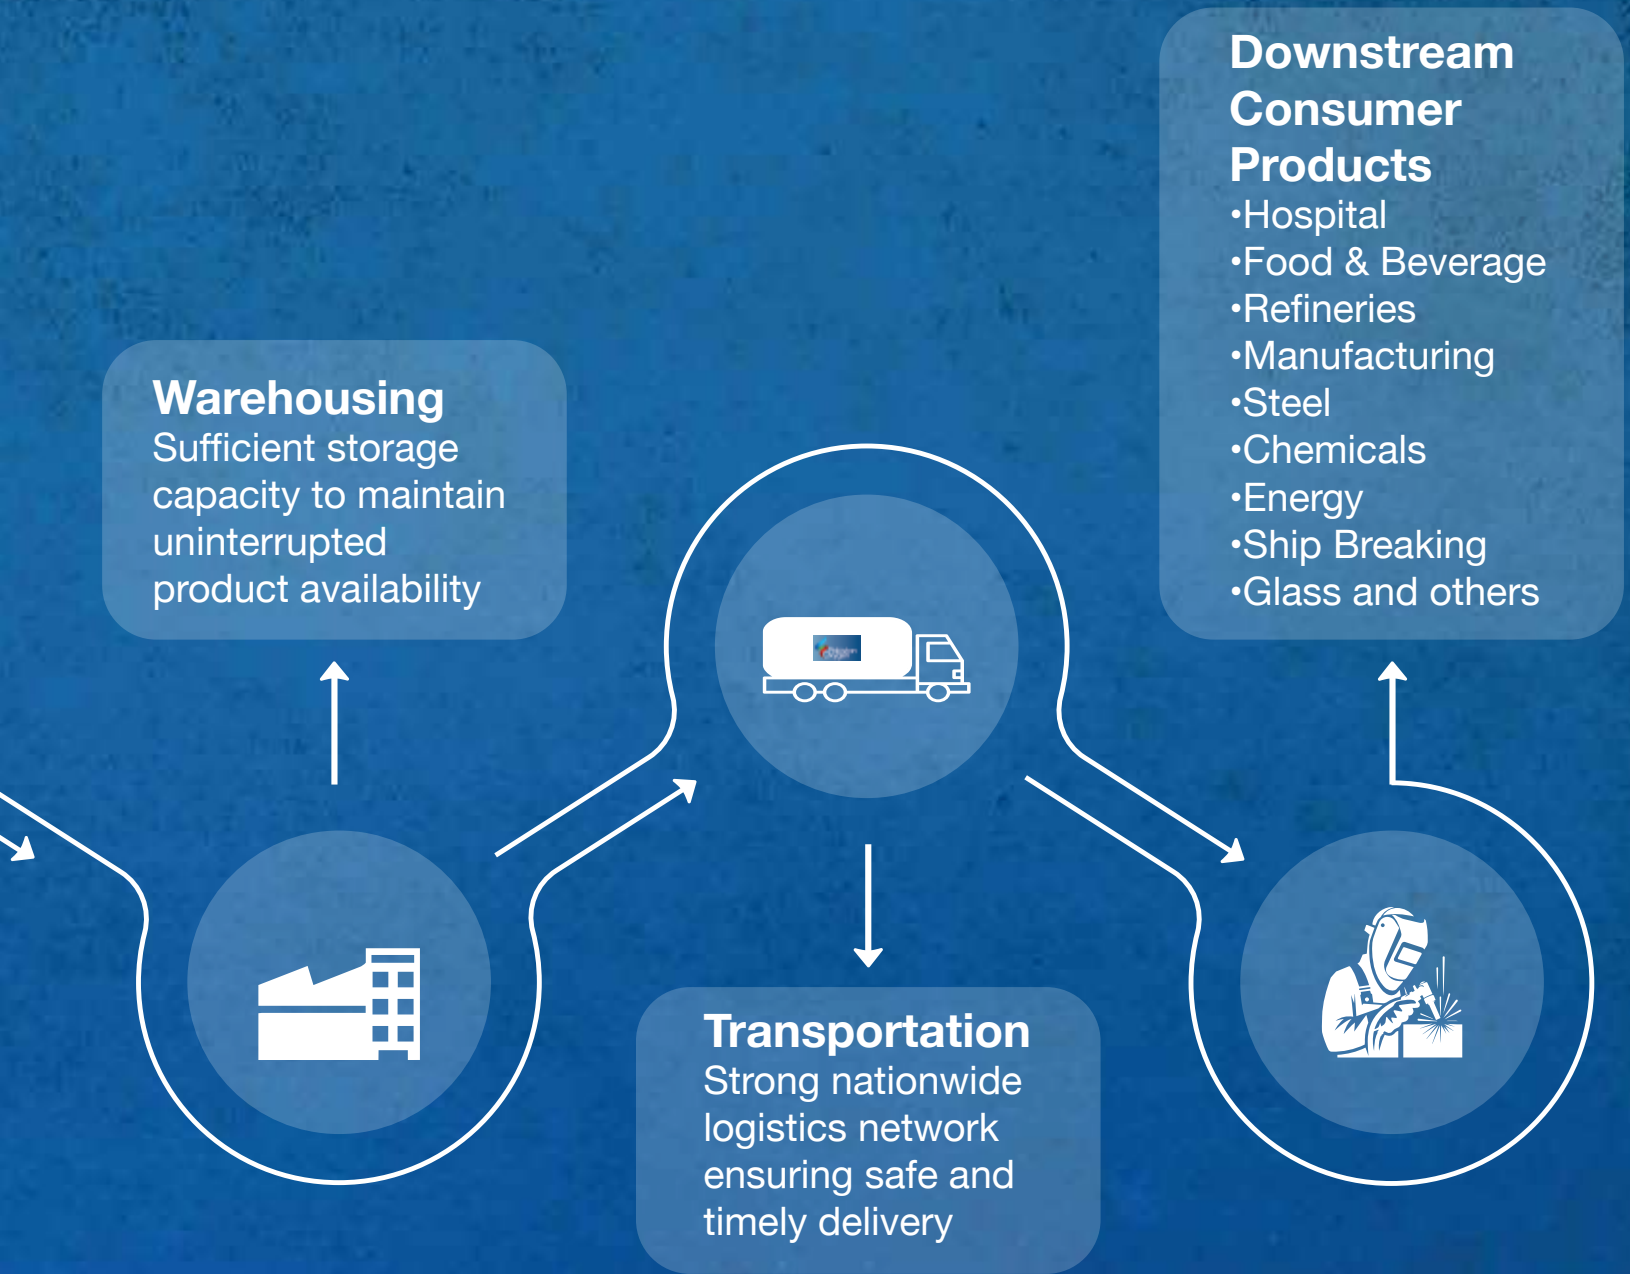 Warehousing
Sufficient storage
capacity to maintain
uninterrupted
product availability
Transportation
Strong nationwide
logistics network
ensuring safe and
timely delivery
Downstream
Consumer
Products
•Hospital
•Food & Beverage
•Refineries
•Manufacturing
•Steel
•Chemicals
•Energy
•Ship Breaking
•Glass and others